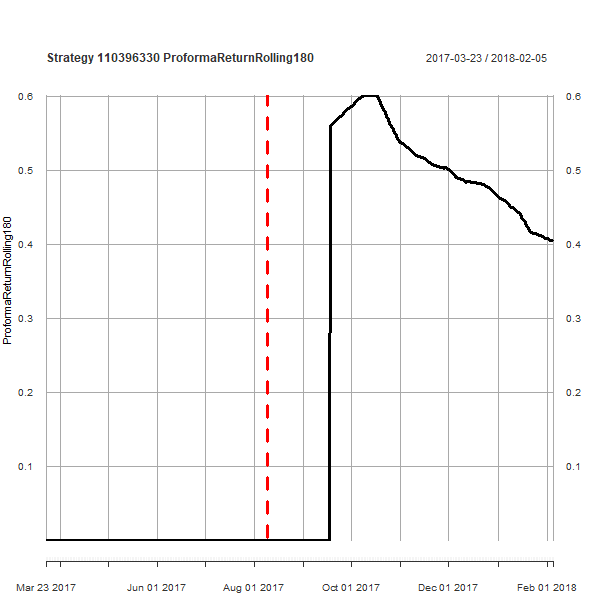 Strategy 110396330 ProformaReturnRolling180
2017-03-23 / 2018-02-05
ProformaReturnRolling180
0.6 0.6
0.5 0.5
0.4 0.4
0.3 0.3
0.2 0.2
0.1 0.1
Mar 23 2017 Jun 01 2017 Aug 01 2017 Oct 01 2017 Dec 01 2017 Feb 01 2018